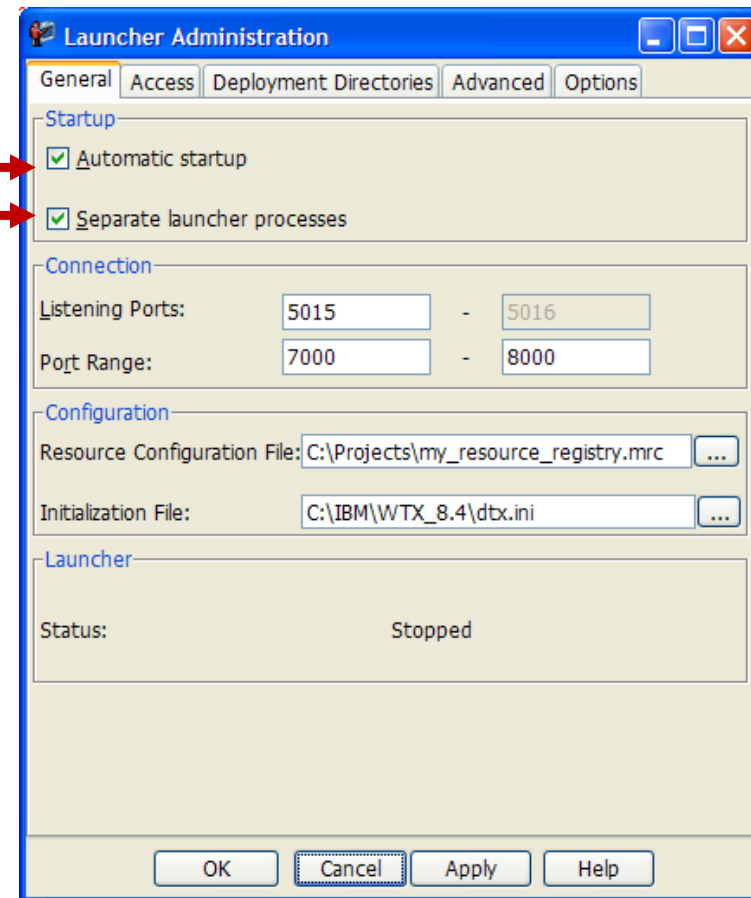 Launcher Administration
General Access Deployment Directories Advanced Options
Startup
Automatic startup
Separate launcher processes
Connection
Listening Ports: 5015 - 5016
Port Range: 7000 - 8000
Configuration
Resource Configuration File: C:\Projects\my_resource_registry.mrc ...
Initialization File: C:\IBM\WTX_8.4\dtx.ini ...
Launcher
Status: Stopped
OK Cancel Apply Help